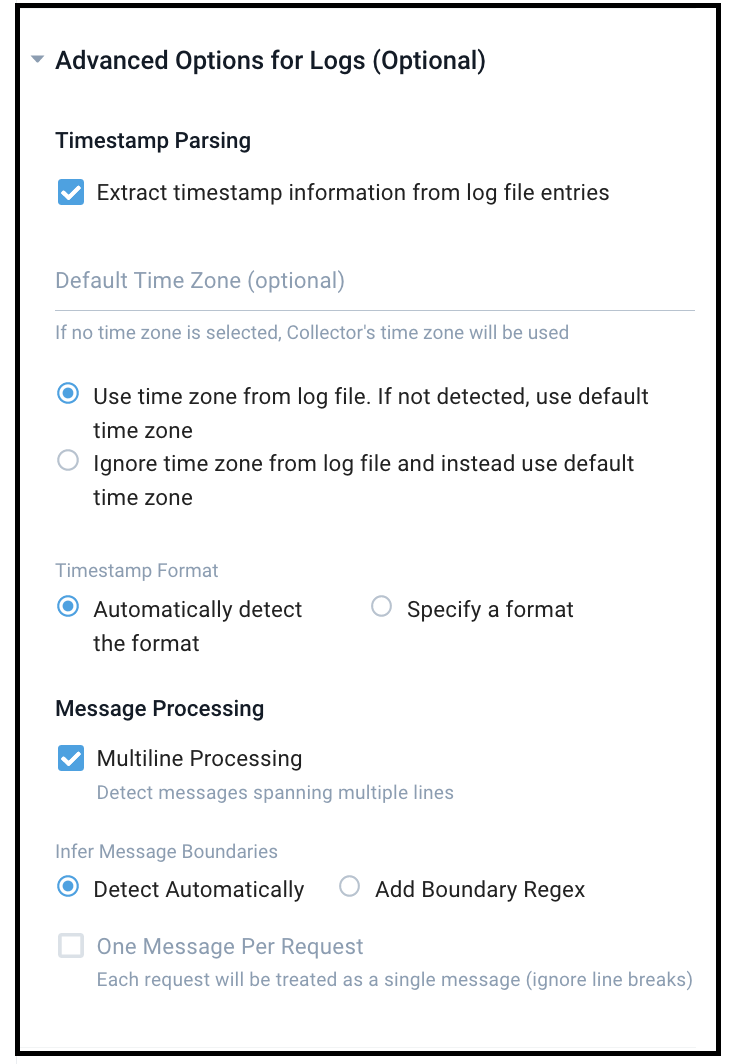 Advanced Options for Logs (Optional)
Timestamp Parsing
Extract timestamp information from log file entries
Default Time Zone (optional)
If no time zone is selected, Collector's time zone will be used
Use time zone from log file. If not detected, use default
time zone
Ignore time zone from log file and instead use default
time zone
Timestamp Format
Automatically detect
the format
Specify a format
Message Processing
Multiline Processing
Detect messages spanning multiple lines
Infer Message Boundaries
Detect Automatically
Add Boundary Regex
One Message Per Request
Each request will be treated as a single message (ignore line breaks)